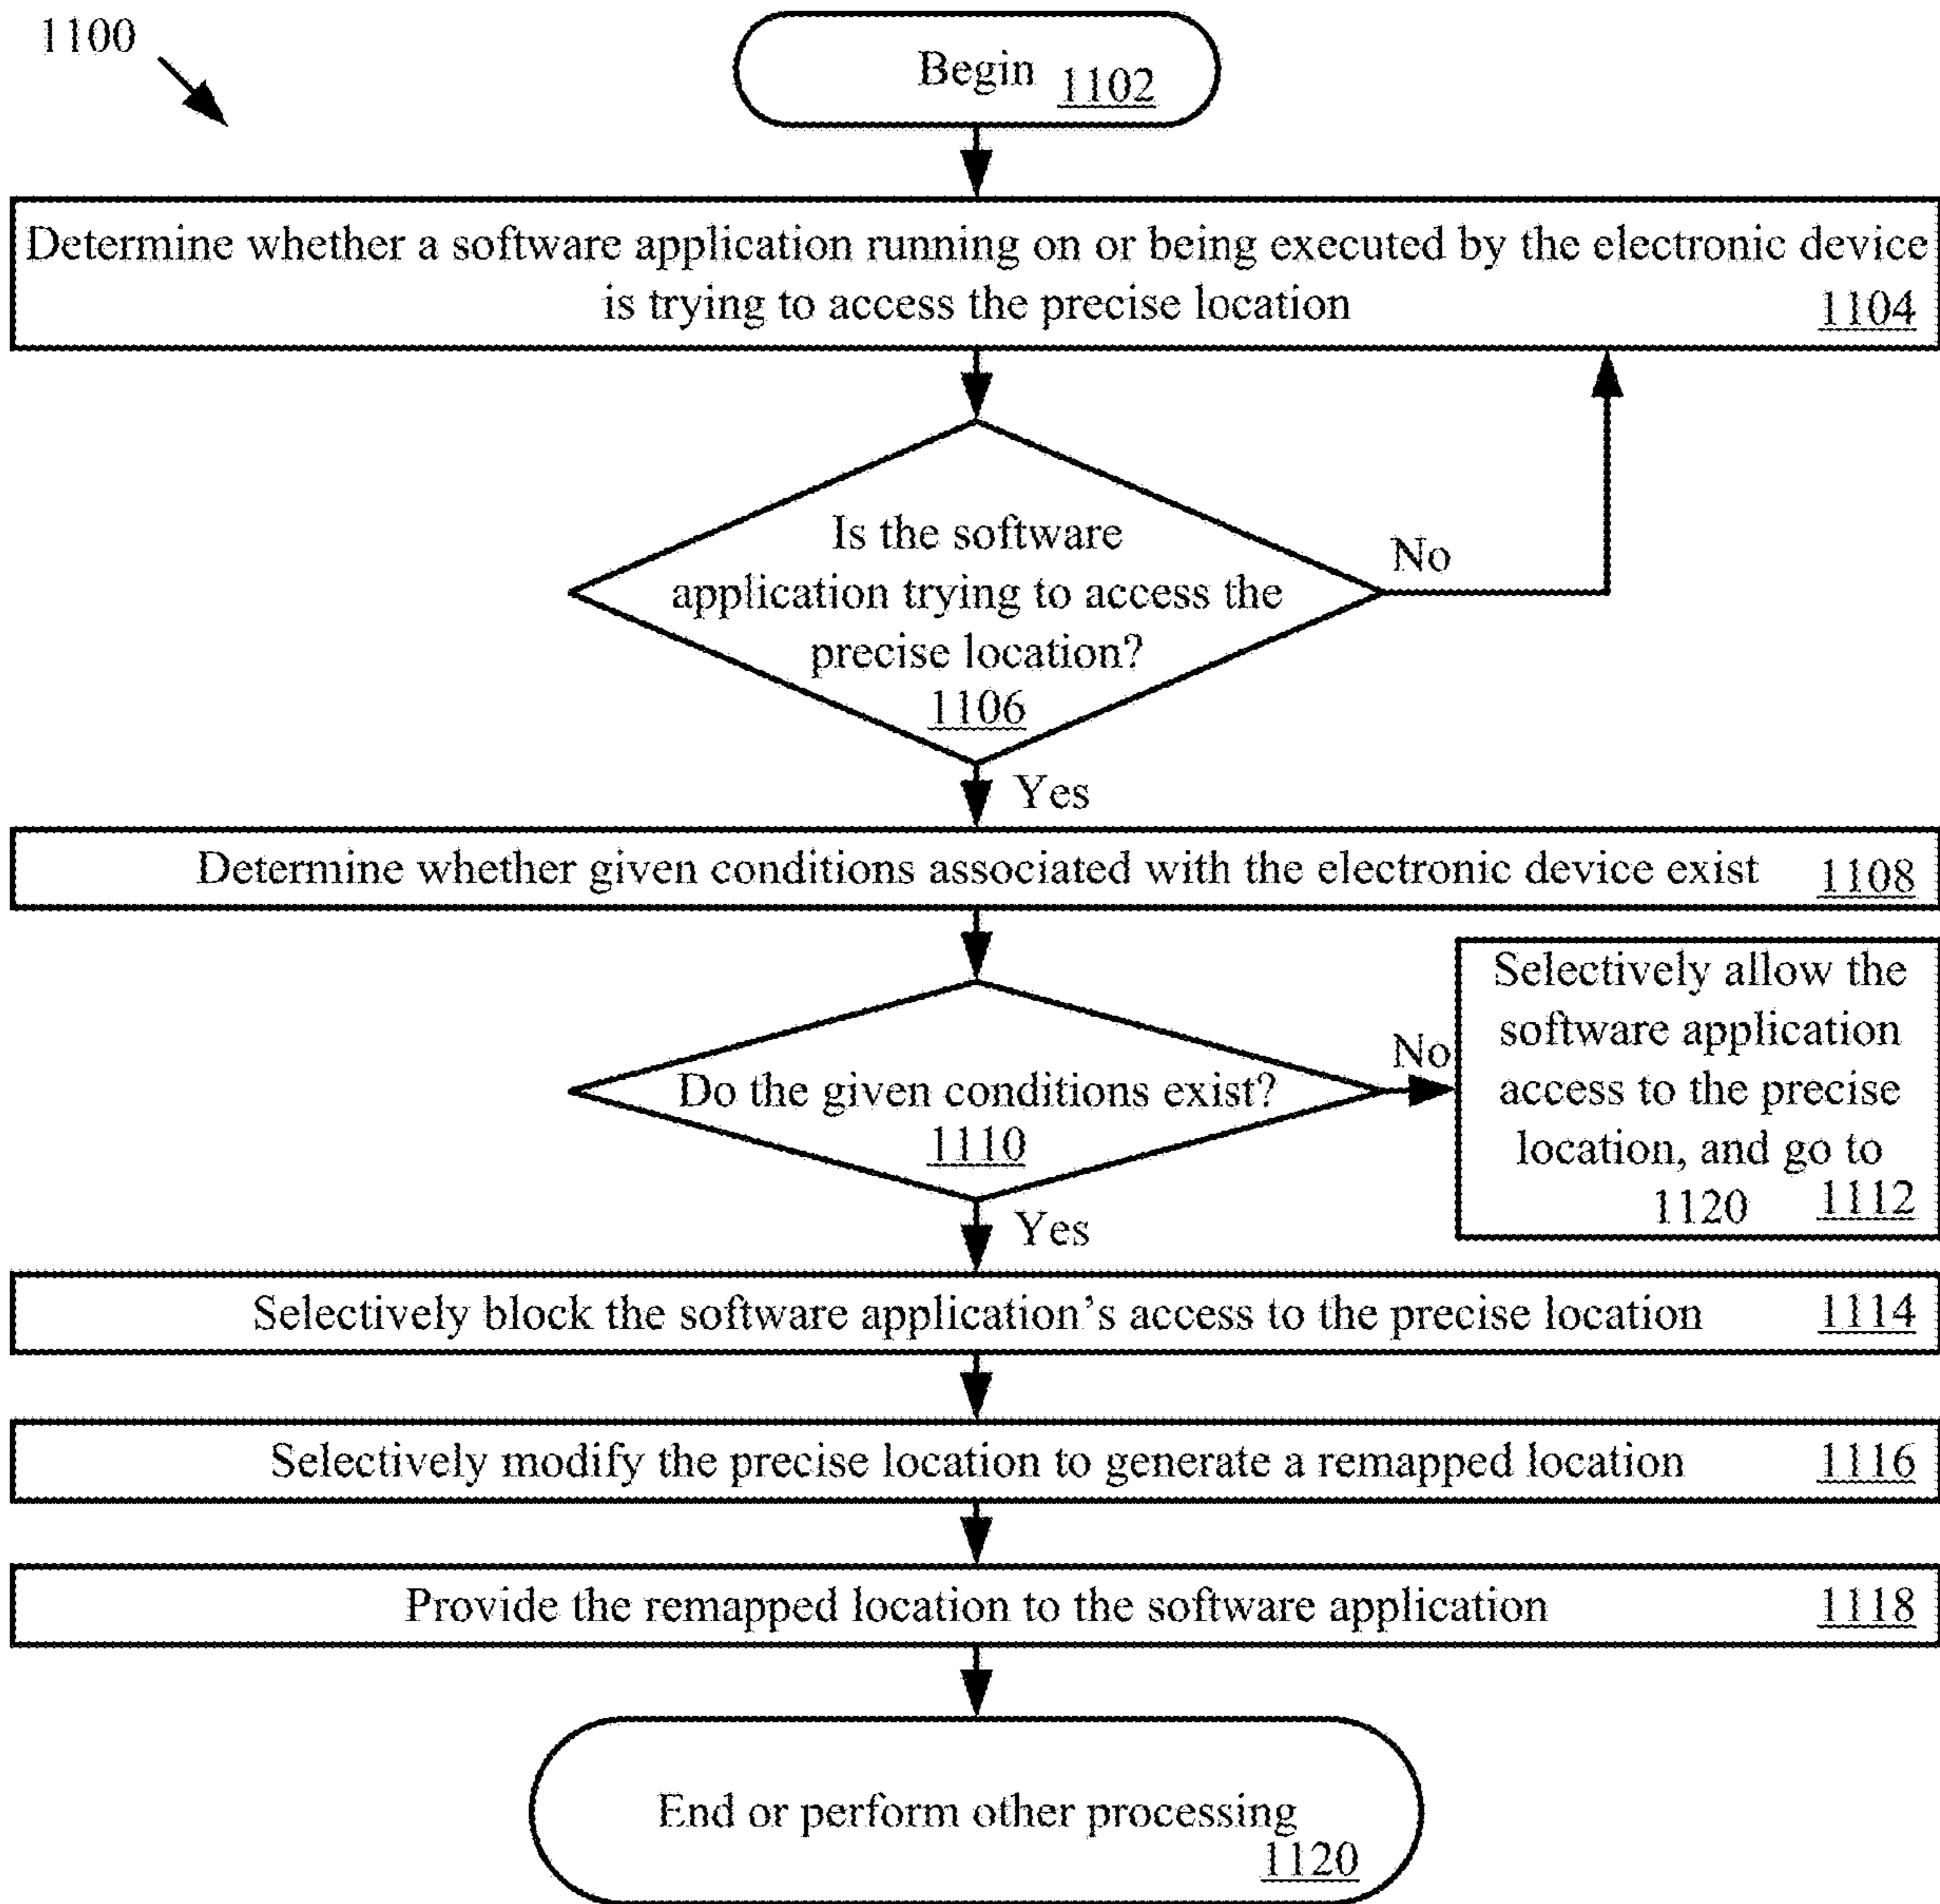 1100
Begin 1102
Determine whether a software application running on or being executed by the electronic device
is trying to access the precise location 1104
Is the software
application trying to access the
precise location?
1106
No
Yes
Determine whether given conditions associated with the electronic device exist 1108
Do the given conditions exist?
1110
No
Selectively allow the
software application
access to the precise
location, and go to
1120 1112
Yes
Selectively block the software application's access to the precise location 1114
Selectively modify the precise location to generate a remapped location 1116
Provide the remapped location to the software application 1118
End or perform other processing
1120